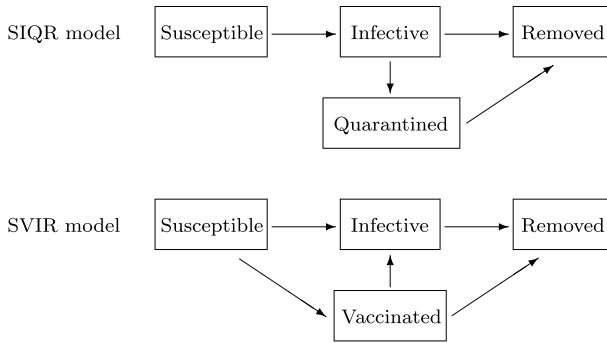 SIQR model Susceptible Infective Removed
Quarantined
SVIR model Susceptible Infective Removed
Vaccinated